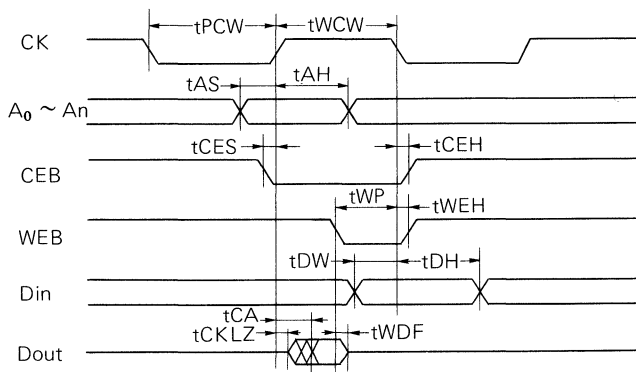 tPCW tWCW
CK
tAS tAH
A₀ ~ An
tCES tCEH
CEB
tWP tWEH
WEB
tDW tDH
Din
tCA
tCKLZ tWDF
Dout